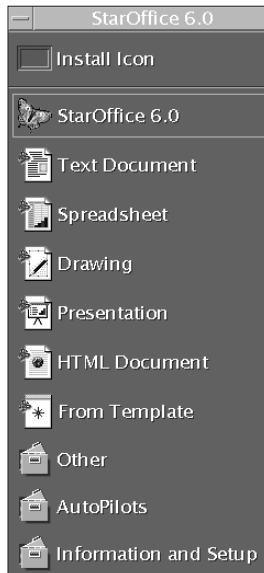 StarOffice 6.0
Install Icon
StarOffice 6.0
Text Document
Spreadsheet
Drawing
Presentation
HTML Document
From Template
Other
AutoPilots
Information and Setup